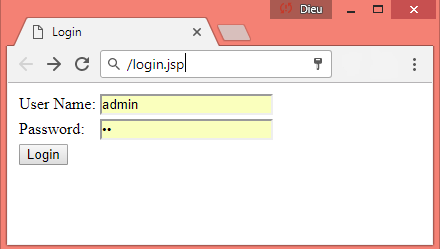 Dieu
Login
/login.jsp
User Name: admin
Password: ••
Login